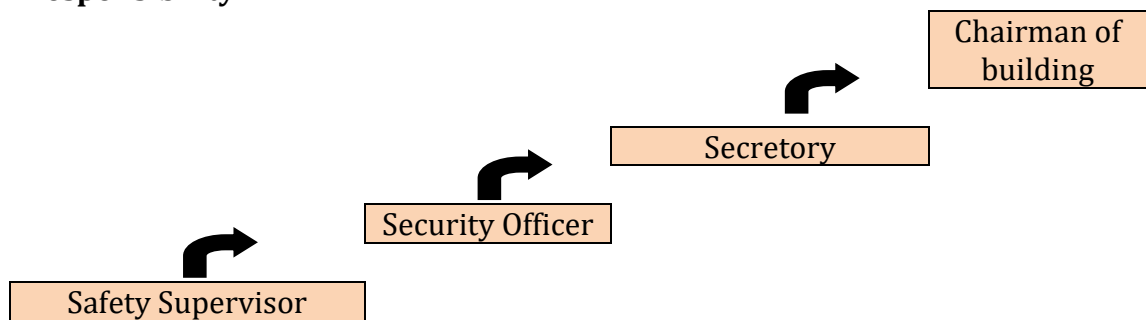 Chairman of
building
Secretory
Security Officer
Safety Supervisor